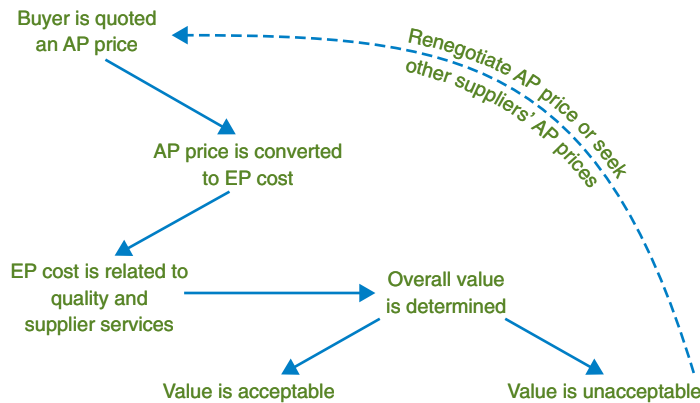 Buyer is quoted
an AP price
Renegotiate AP price or seek
other suppliers’ AP prices
AP price is converted
to EP cost
EP cost is related to
quality and
supplier services
Overall value
is determined
Value is acceptable
Value is unacceptable